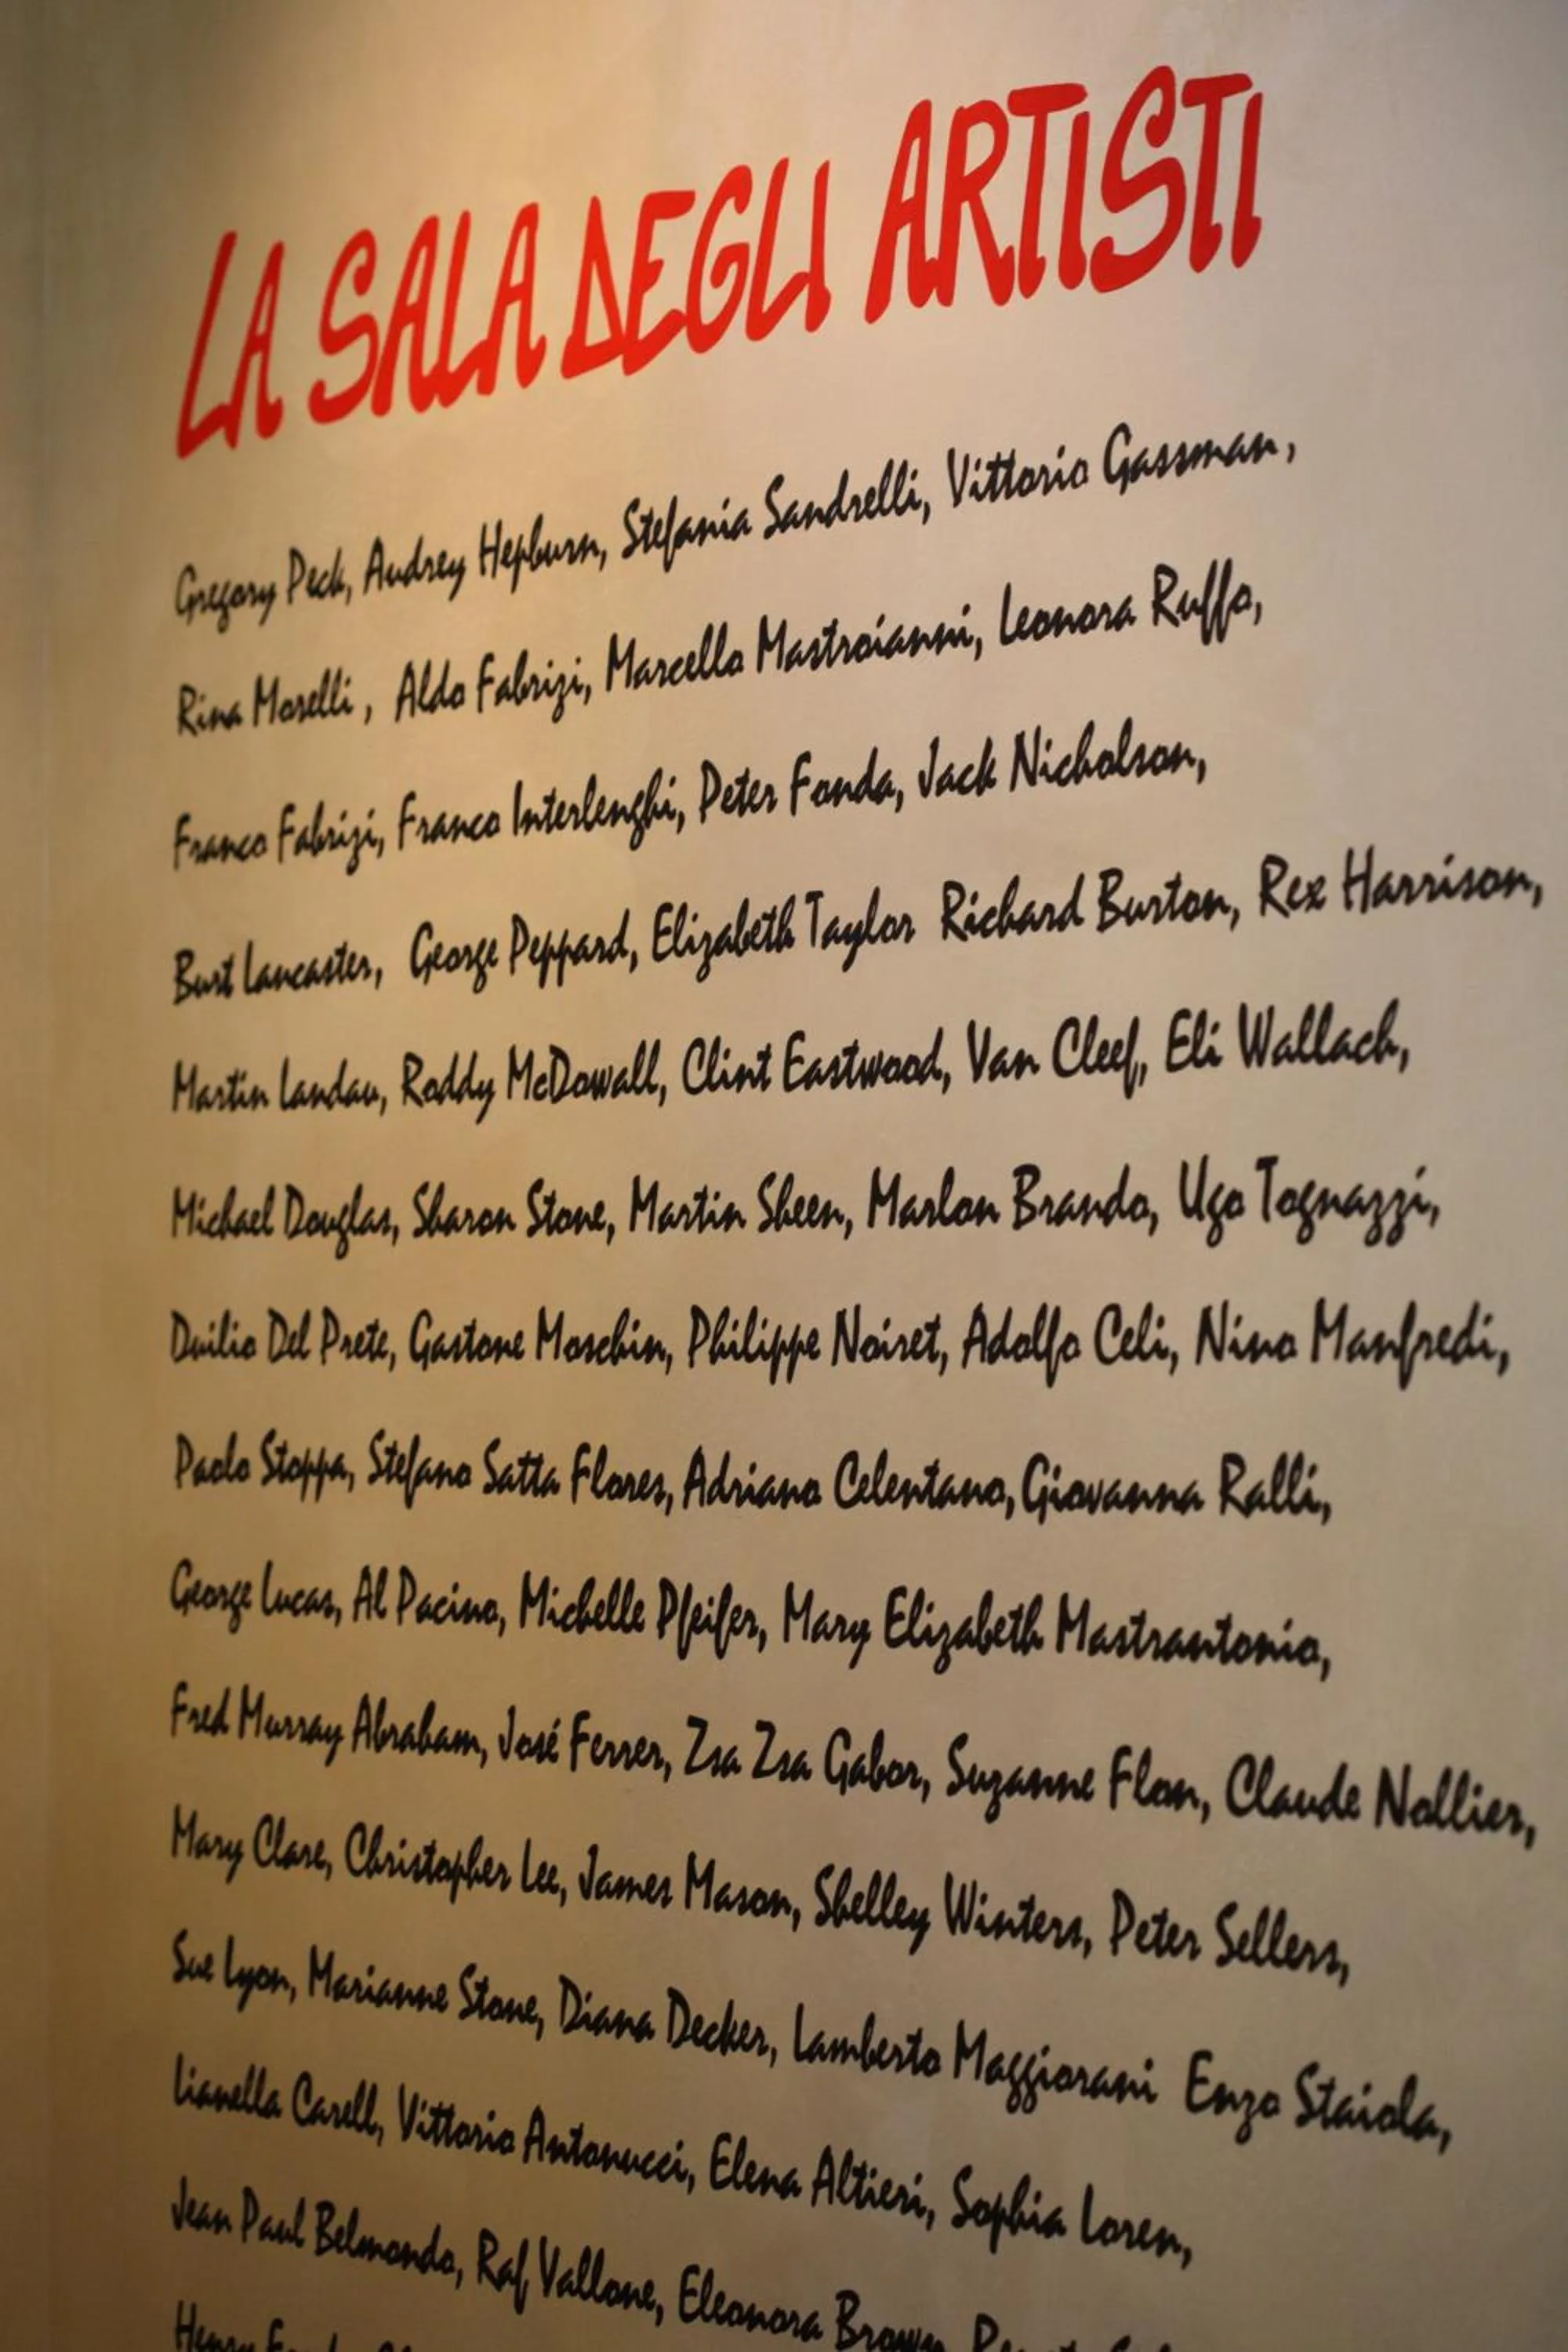 LA SALA DEGLI ARTISTI
Gregory Peck, Audrey Hepburn, Stefania Sandrelli, Vittorio Gassman,
Rina Morelli, Aldo Fabrizi, Marcello Mastroianni, Leonora Ruffo,
Franco Fabrizi, Franco Interlenghi, Peter Fonda, Jack Nicholson,
Burt Lancaster, George Peppard, Elizabeth Taylor Richard Burton, Rex Harrison,
Martin Landau, Roddy McDowall, Clint Eastwood, Van Cleef, Eli Wallach,
Michael Douglas, Sharon Stone, Martin Sheen, Marlon Brando, Ugo Tognazzi,
Duilio Del Prete, Gastone Moschin, Philippe Noiret, Adolfo Celi, Nino Manfredi,
Paolo Stoppa, Stefano Satta Flores, Adriano Celentano, Giovanna Ralli,
George Lucas, Al Pacino, Michelle Pfeifer, Mary Elizabeth Mastrantonio,
Fred Murray Abraham, José Ferrer, Zsa Zsa Gabor, Suzanne Flon, Claude Nollier,
Mary Clare, Christopher Lee, James Mason, Shelley Winters, Peter Sellers,
Sue Lyon, Marianne Stone, Diana Decker, Lamberto Maggiorani Enzo Staiola,
Lianella Carell, Vittorio Antonucci, Elena Altieri, Sophia Loren,
Jean Paul Belmondo, Raf Vallone, Eleonora Brown,
Henry